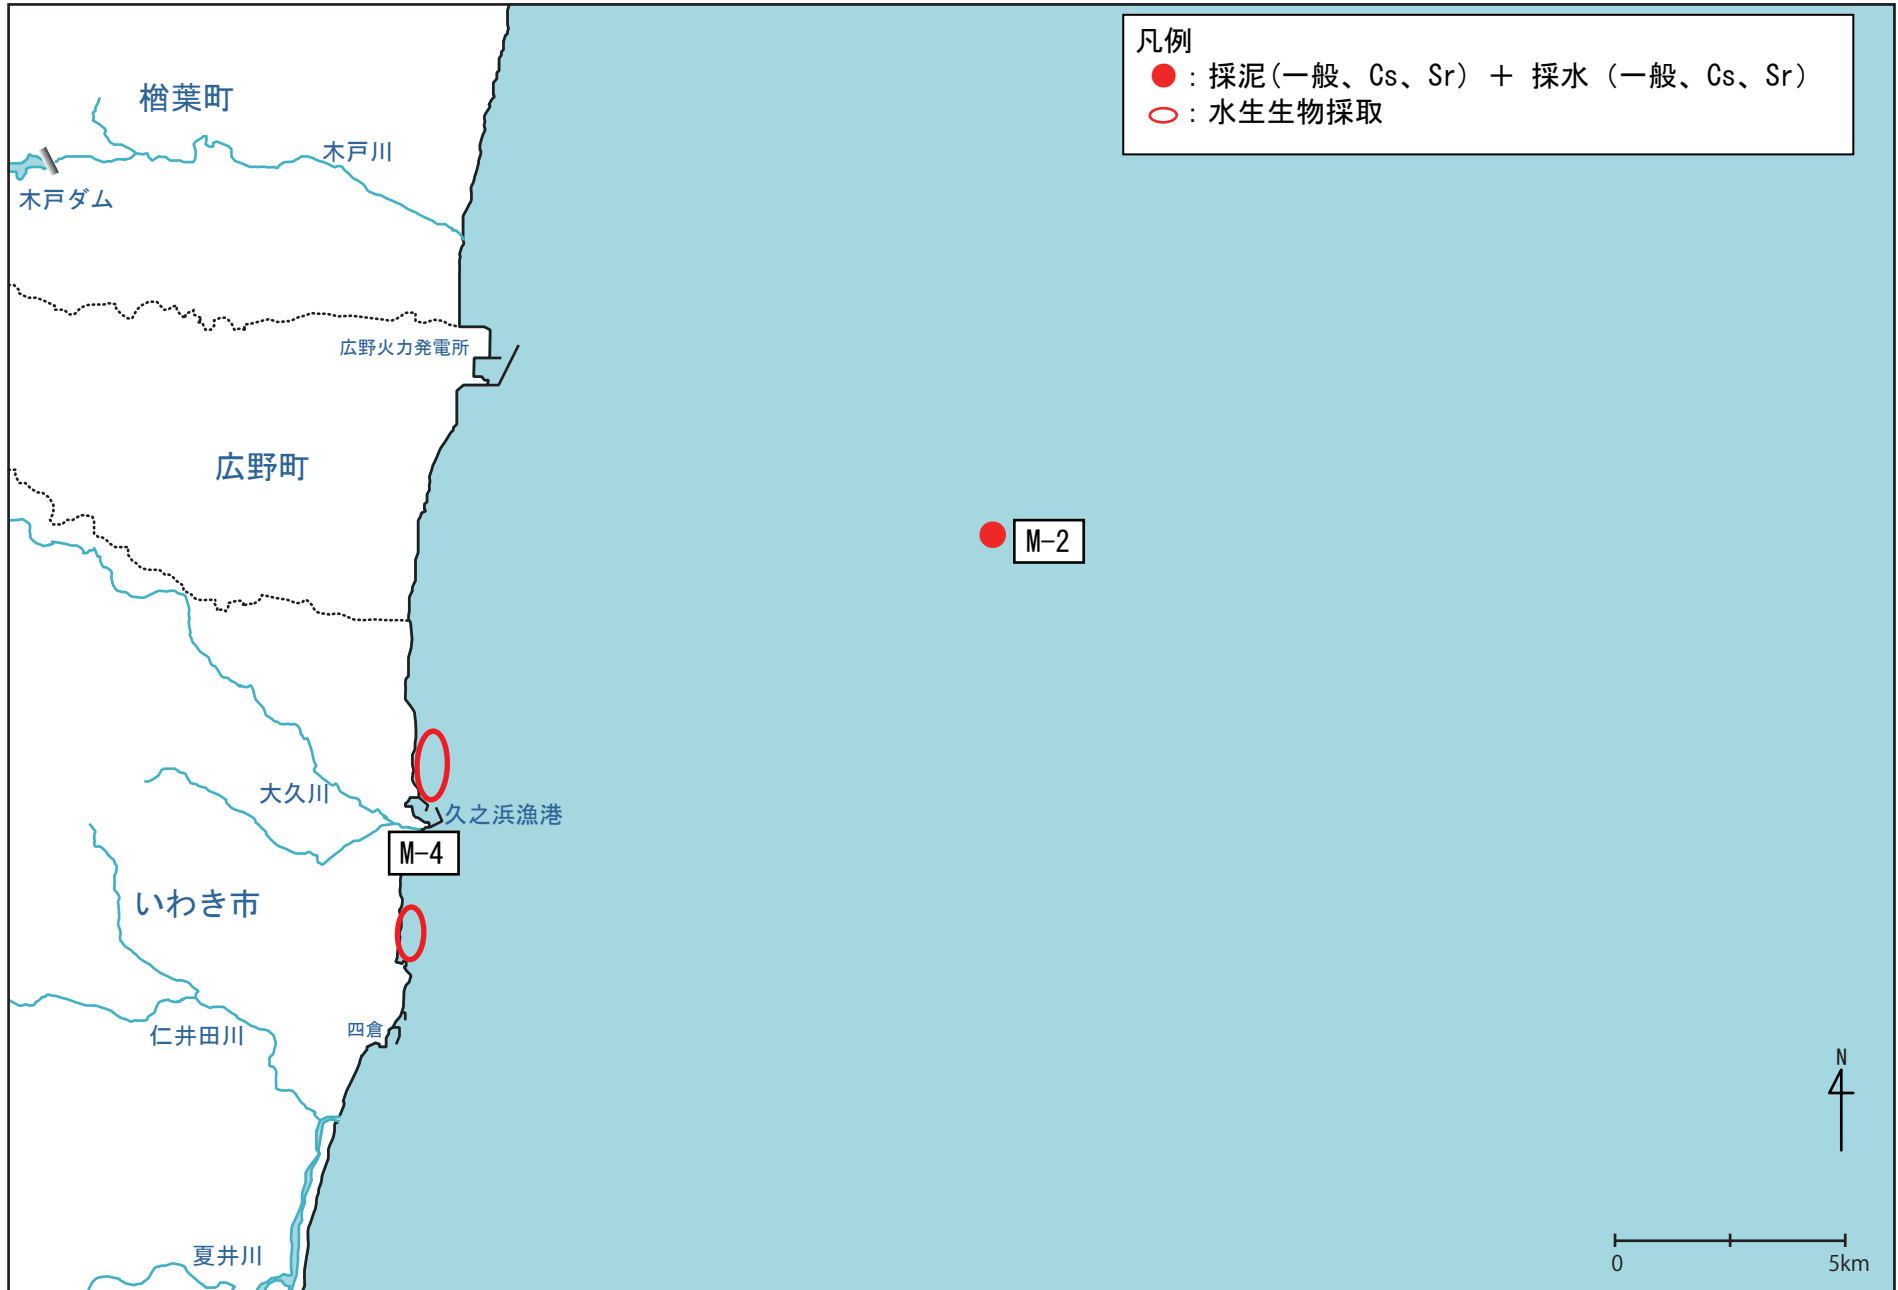 凡例
：採泥(一般、Cs、Sr) ＋ 採水 (一般、Cs、Sr)
：水生生物採取
楢葉町
木戸川
木戸ダム
広野火力発電所
広野町
M-2
大久川
久之浜漁港
M-4
いわき市
仁井田川
四倉
N
夏井川
0
5km